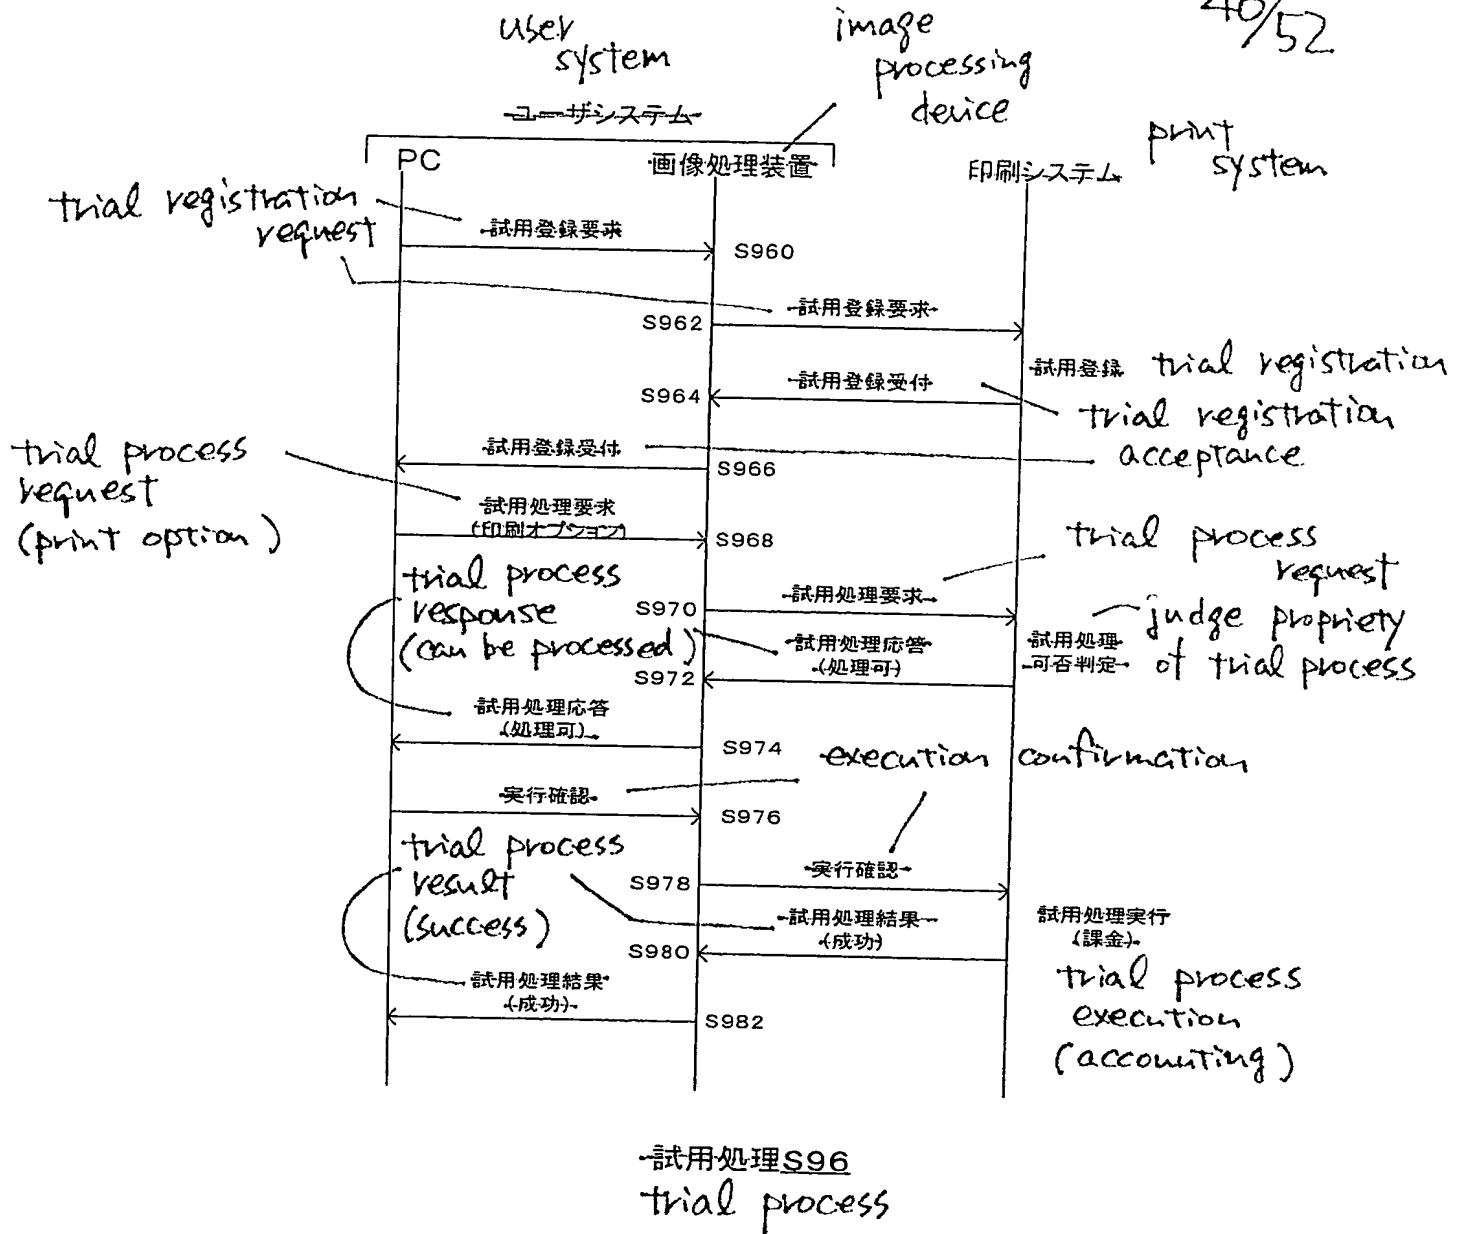 40/52
user
system
image
processing
device
ユーザシステム
print
system
PC
画像処理装置
印刷システム
trial registration
request
試用登録要求
S960
試用登録要求
S962
試用登録
trial registration
試用登録受付
S964
trial registration
acceptance
試用登録受付
S966
trial process
request
(print option)
試用処理要求
(印刷オプション)
S968
trial process
request
trial process
response
(can be processed)
試用処理要求
S970
judge propriety
of trial process
試用処理
可否判定
試用処理応答
(処理可)
S972
試用処理応答
(処理可)
S974
execution confirmation
実行確認
S976
trial process
result
(success)
実行確認
S978
試用処理結果
(成功)
S980
試用処理実行
(課金)
trial process
execution
(accounting)
試用処理結果
(成功)
S982
試用処理S96
trial process